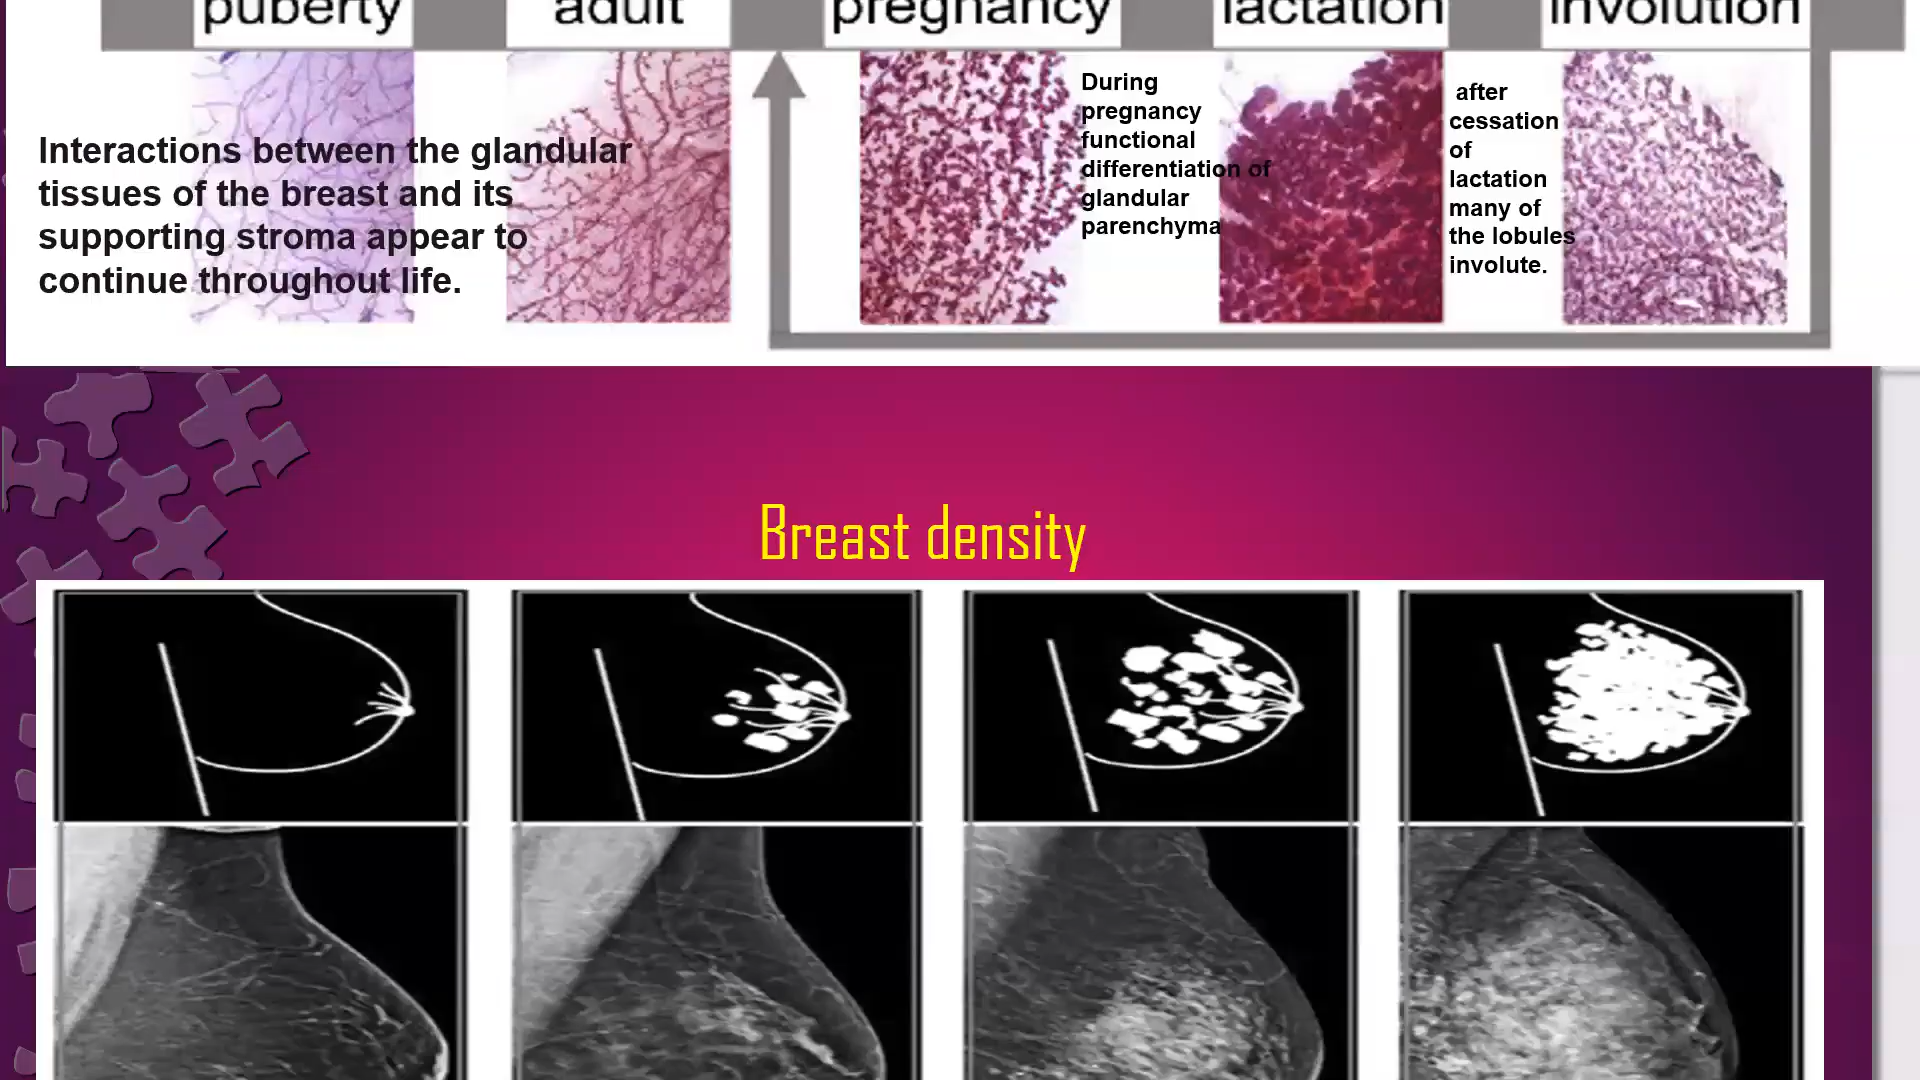 puberty adult pregnancy lactation involution
Interactions between the glandular
tissues of the breast and its
supporting stroma appear to
continue throughout life.
During
pregnancy
functional
differentiation of
glandular
parenchyma
after
cessation
of
lactation
many of
the lobules
involute.
Breast density